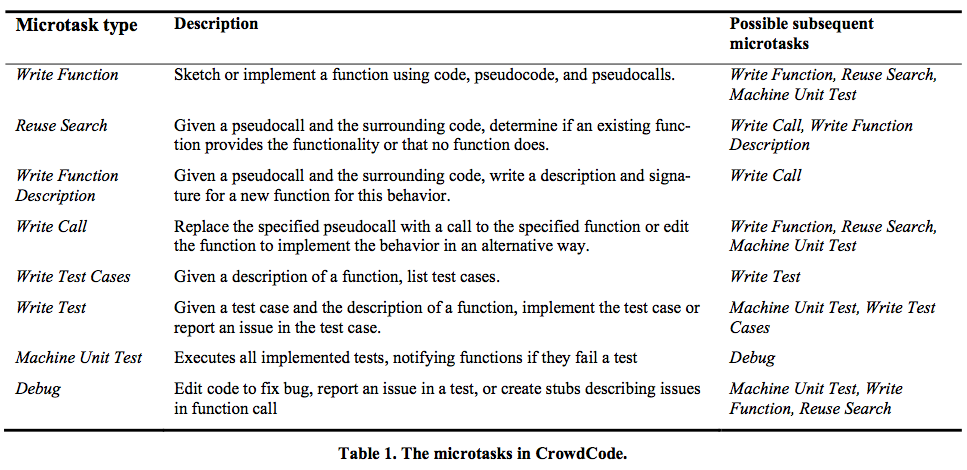 Microtask type Description Possible subsequent
microtasks
Write Function Sketch or implement a function using code, pseudocode, and pseudocalls. Write Function, Reuse Search,
Machine Unit Test
Reuse Search Given a pseudocall and the surrounding code, determine if an existing func-
tion provides the functionality or that no function does. Write Call, Write Function
Description
Write Function Given a pseudocall and the surrounding code, write a description and signa- Write Call
Description ture for a new function for this behavior.
Write Call Replace the specified pseudocall with a call to the specified function or edit Write Function, Reuse Search,
the function to implement the behavior in an alternative way. Machine Unit Test
Write Test Cases Given a description of a function, list test cases. Write Test
Write Test Given a test case and the description of a function, implement the test case or Machine Unit Test, Write Test
report an issue in the test case. Cases
Machine Unit Test Executes all implemented tests, notifying functions if they fail a test Debug
Debug Edit code to fix bug, report an issue in a test, or create stubs describing issues Machine Unit Test, Write
in function call Function, Reuse Search
Table 1. The microtasks in CrowdCode.